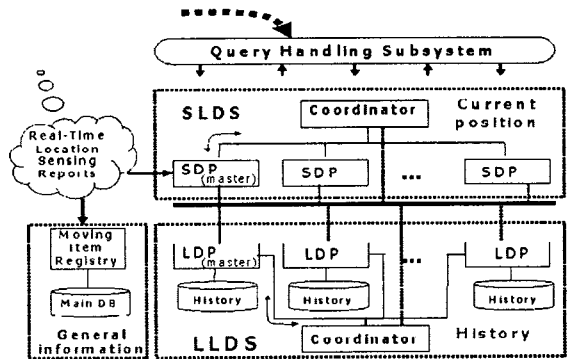 Query Handling Subsystem
SLDS
Coordinator
Current
position
Real-Time
Location
Sensing
Reports
SDP
(master)
SDP
...
SDP
Moving
Item
Registry
Main DB
General
information
LDP
(master)
LDP
...
LDP
History
History
History
LLDS
Coordinator
History